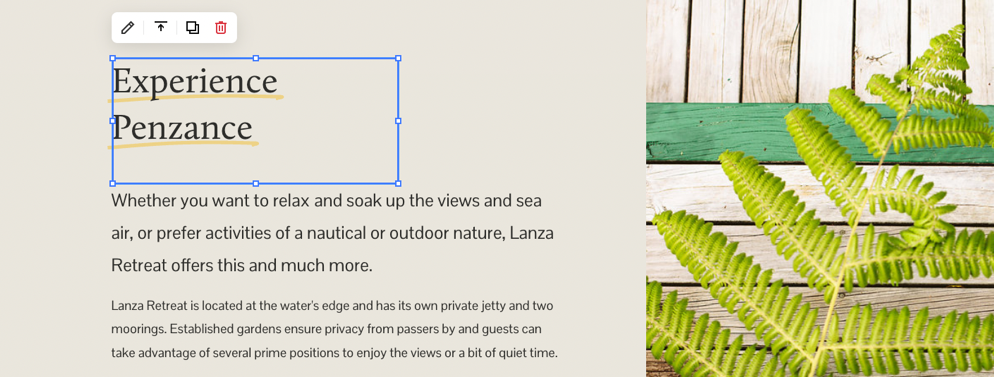 Experience
Penzance
Whether you want to relax and soak up the views and sea
air, or prefer activities of a nautical or outdoor nature, Lanza
Retreat offers this and much more.
Lanza Retreat is located at the water's edge and has its own private jetty and two
moorings. Established gardens ensure privacy from passers by and guests can
take advantage of several prime positions to enjoy the views or a bit of quiet time.